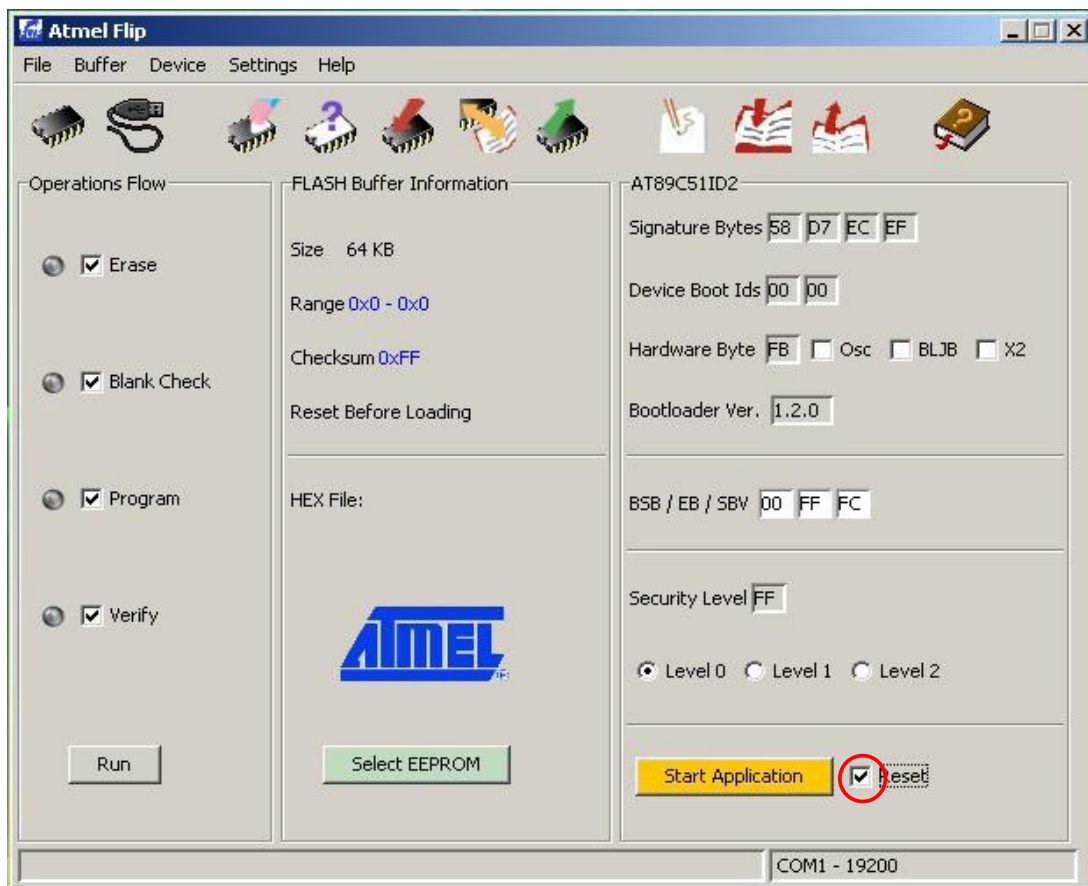 Atmel Flip
File Buffer Device Settings Help
Operations Flow
Erase
Blank Check
Program
Verify
Run
FLASH Buffer Information
Size 64 KB
Range 0x0 - 0x0
Checksum 0xFF
Reset Before Loading
HEX File:
ATMEL
Select EEPROM
AT89C51ID2
Signature Bytes 58 D7 EC EF
Device Boot Ids 00 00
Hardware Byte FB Osc BLJB X2
Bootloader Ver. 1.2.0
BSB / EB / SBV 00 FF FC
Security Level FF
Level 0 Level 1 Level 2
Start Application Reset
COM1 - 19200